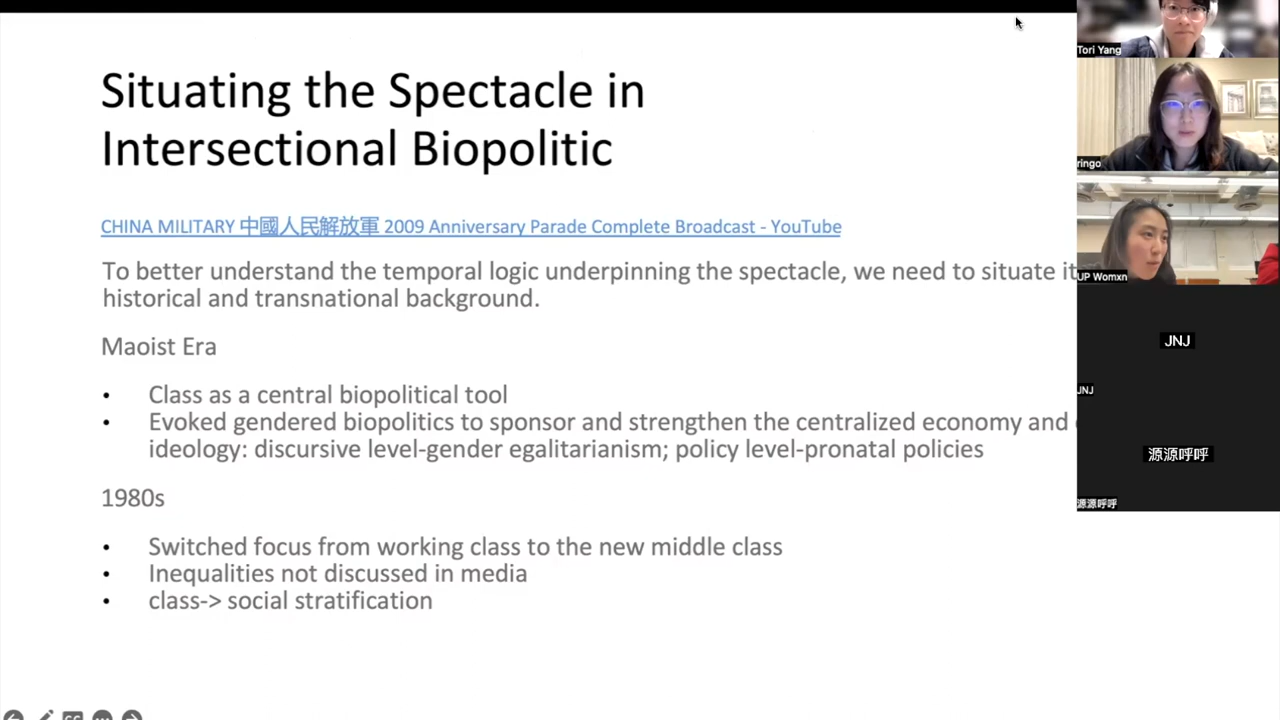 Situating the Spectacle in
Intersectional Biopolitic
CHINA MILITARY 中國人民解放軍 2009 Anniversary Parade Complete Broadcast - YouTube
To better understand the temporal logic underpinning the spectacle, we need to situate it
historical and transnational background.
Maoist Era
• Class as a central biopolitical tool
• Evoked gendered biopolitics to sponsor and strengthen the centralized economy and
ideology: discursive level-gender egalitarianism; policy level-pronatal policies
1980s
• Switched focus from working class to the new middle class
• Inequalities not discussed in media
• class-> social stratification
Tori Yang
ringo
UP Womxn
JNJ
JNJ
源源呼呼
源源呼呼